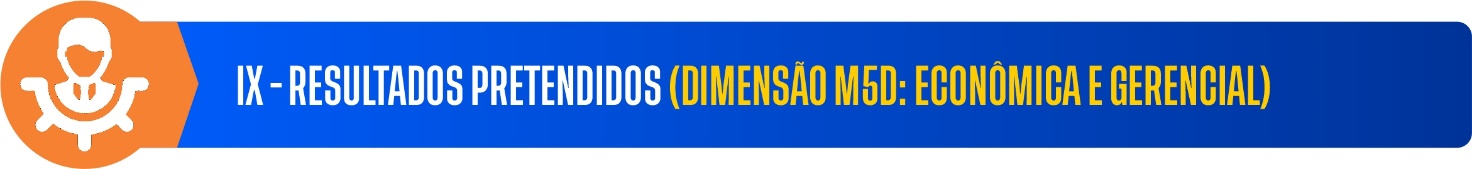 IX - RESULTADOS PRETENDIDOS (DIMENSÃO M5D: ECONÔMICA E GERENCIAL)